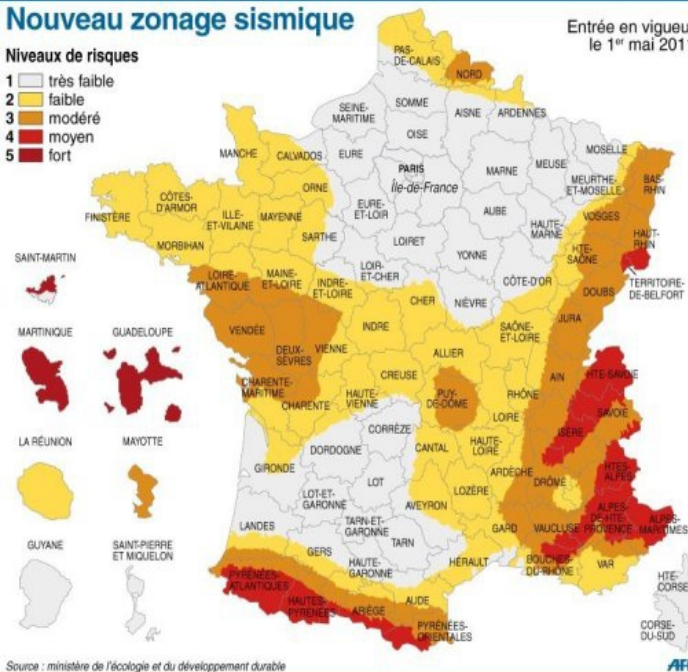 Nouveau zonage sismique
Entrée en vigueu
le 1er mai 201
Niveaux de risques
1 très faible
2 faible
3 modéré
4 moyen
5 fort
PAS-
DE-CALAIS
NORD
SOMME
SEINE-
MARITIME
AISNE
ARDENNES
OISE
MANCHE
CALVADOS
EURE
PARIS
Île-de-France
MARNE
MEUSE
MOSELLE
MEURTHE-
ET-MOSELLE
BAS-
RHIN
ORNE
EURE-
ET-LOIR
AUBE
HAUTE-
MARNE
VOSGES
HAUT-
RHIN
FINISTÈRE
CÔTES-
D'ARMOR
ILLE-
ET-VILAINE
MAYENNE
MORBIHAN
SARTHE
LOIRET
YONNE
HTE-
SAÔNE
TERRITOIRE-
DE-BELFORT
LOIRE-
ATLANTIQUE
MAINE-
ET-LOIRE
INDRE-
ET-LOIRE
LOIR-
ET-CHER
CHER
NIÈVRE
CÔTE-D'OR
DOUBS
JURA
VENDÉE
DEUX-
SÈVRES
VIENNE
INDRE
ALLIER
SAÔNE-
ET-LOIRE
CHARENTE-
MARITIME
CHARENTE
HAUTE-
VIENNE
CREUSE
PUY-
DE-DÔME
LOIRE
RHÔNE
AIN
HTE-SAVOIE
SAVOIE
ISÈRE
CORRÈZE
DORDOGNE
GIRONDE
LOT
CANTAL
HAUTE-
LOIRE
ARDÈCHE
DRÔME
HTES-
ALPES
LOT-ET-
GARONNE
AVEYRON
LOZÈRE
GARD
VAUCLUSE
ALPES-
DE-HTE-
PROVENCE
ALPES-
MARITIMES
LANDES
TARN-ET-
GARONNE
TARN
GERS
HAUTE-
GARONNE
HÉRAULT
BOUCHES-
DU-RHÔNE
VAR
PYRÉNÉES-
ATLANTIQUES
HAUTES-
PYRÉNÉES
ARIÈGE
AUDE
PYRÉNÉES-
ORIENTALES
HTE-
CORSE
CORSE-
DU-SUD
SAINT-MARTIN
MARTINIQUE
GUADELOUPE
LA RÉUNION
MAYOTTE
GUYANE
SAINT-PIERRE
ET MIQUELON
Source : ministère de l'écologie et du développement durable
AF